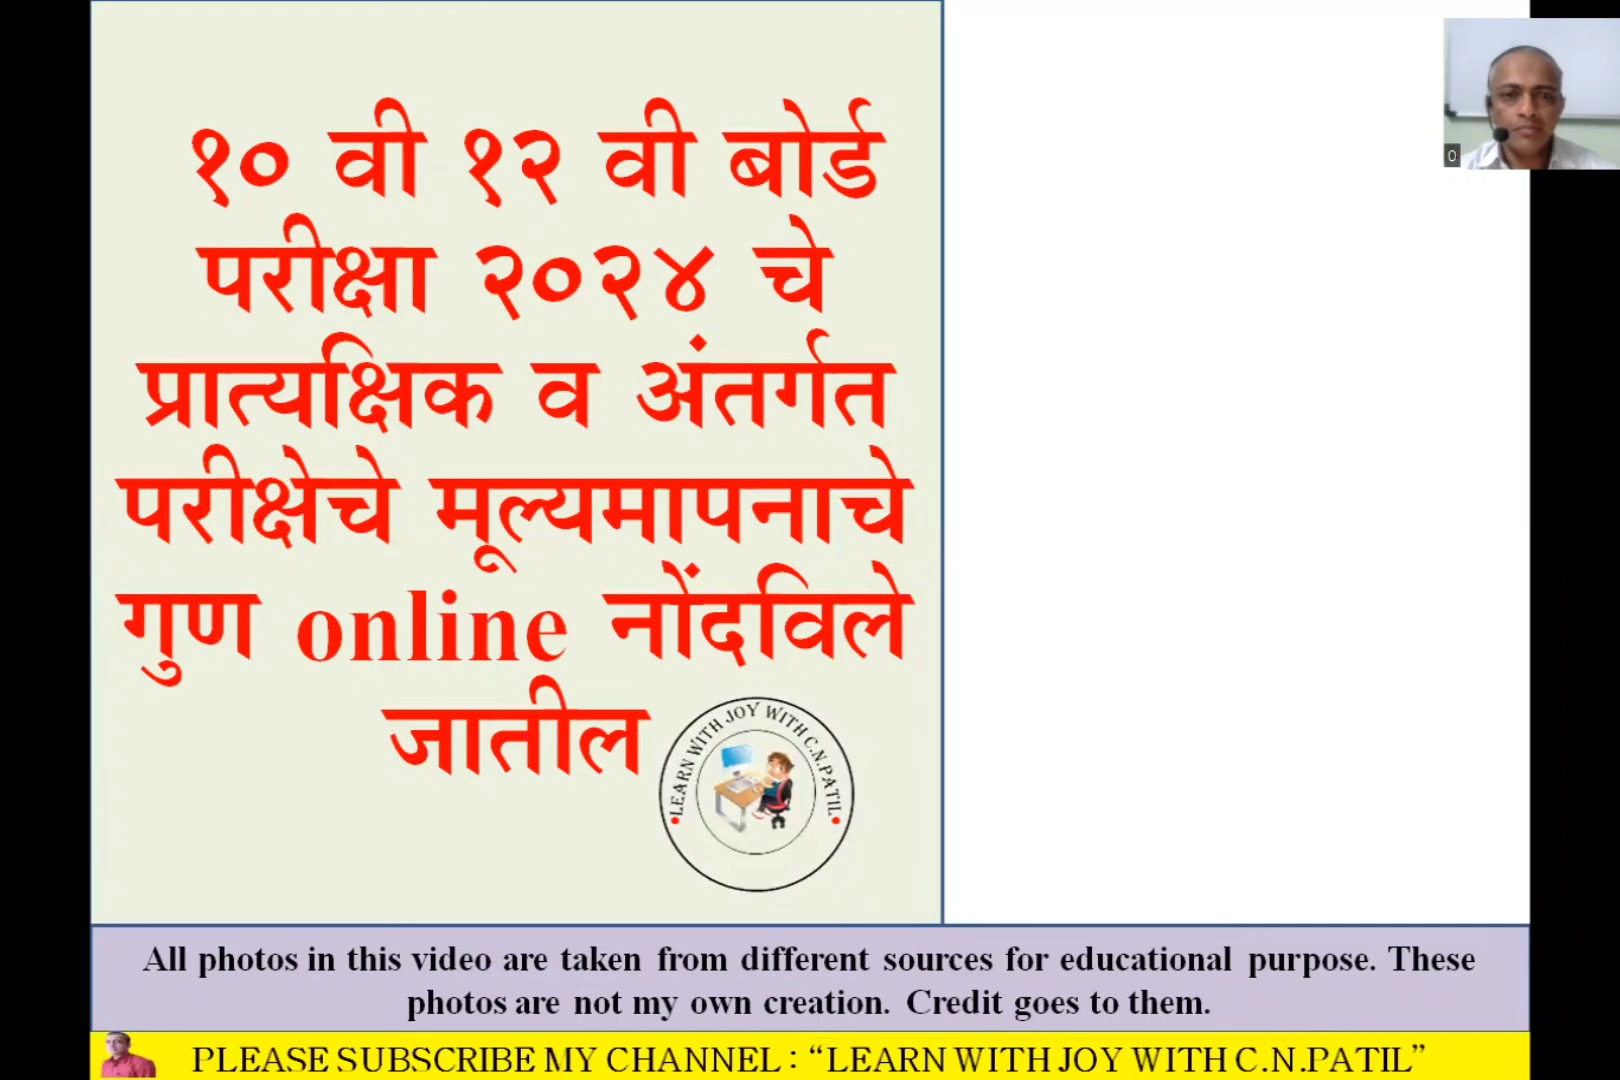 १० वी १२ वी बोर्ड
परीक्षा २०२४ चे
प्रात्यक्षिक व अंतर्गत
परीक्षेचे मूल्यमापनाचे
गुण online नोंदविले
जातील
LEARN WITH JOY WITH C.N.PATIL
0
All photos in this video are taken from different sources for educational purpose. These
photos are not my own creation. Credit goes to them.
PLEASE SUBSCRIBE MY CHANNEL : “LEARN WITH JOY WITH C.N.PATIL”